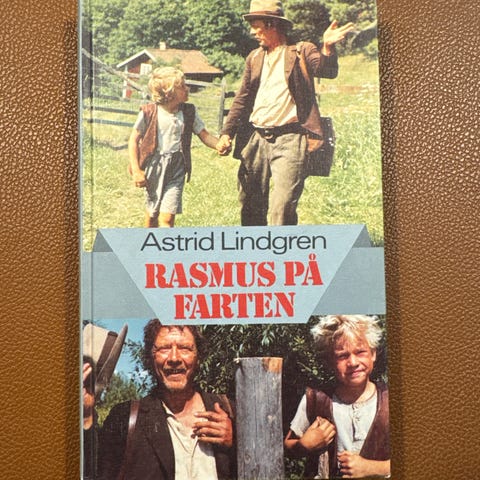 Astrid Lindgren
RASMUS PÅ
FARTEN